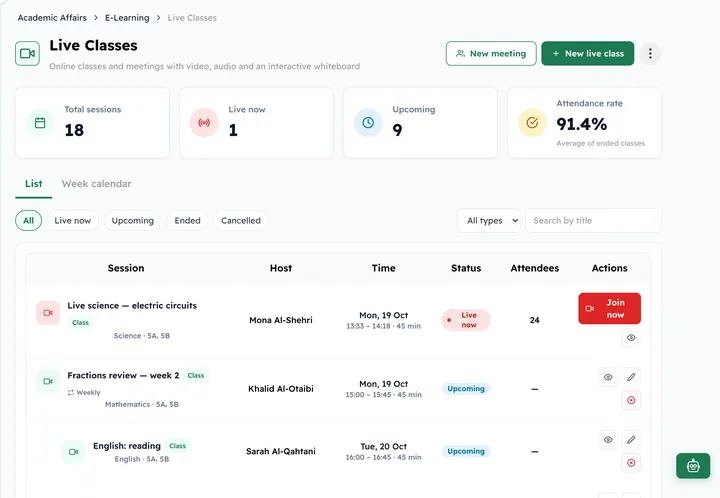 Academic Affairs > E-Learning > Live Classes
Live Classes
Online classes and meetings with video, audio and an interactive whiteboard
New meeting
+ New live class
Total sessions
18
Live now
1
Upcoming
9
Attendance rate
91.4%
Average of ended classes
List
Week calendar
All
Live now
Upcoming
Ended
Cancelled
All types
Search by title
Session
Host
Time
Status
Attendees
Actions
Live science — electric circuits
Class
Science · 5A, 5B
Mona Al-Shehri
Mon, 19 Oct
13:33 – 14:18 · 45 min
Live
now
24
Join
now
Fractions review — week 2
Class
Weekly
Mathematics · 5A, 5B
Khalid Al-Otaibi
Mon, 19 Oct
15:00 – 15:45 · 45 min
Upcoming
—
English: reading
Class
English · 5A, 5B
Sarah Al-Qahtani
Tue, 20 Oct
16:00 – 16:45 · 45 min
Upcoming
—